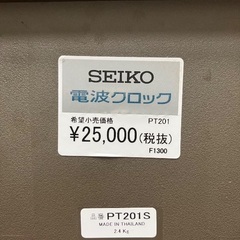 SEIKO
電波クロック
希望小売価格 PT201
¥25,000(税抜)
F1300
品番 PT201S
MADE IN THAILAND
2.4 Kg